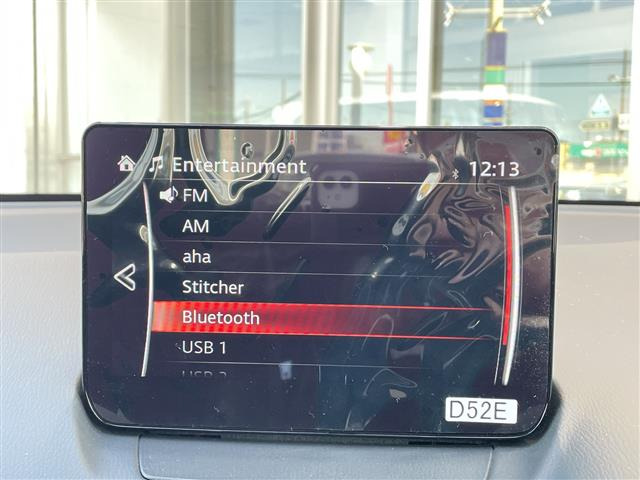 Entertainment 12:13
FM
AM
aha
Stitcher
Bluetooth
USB 1
D52E